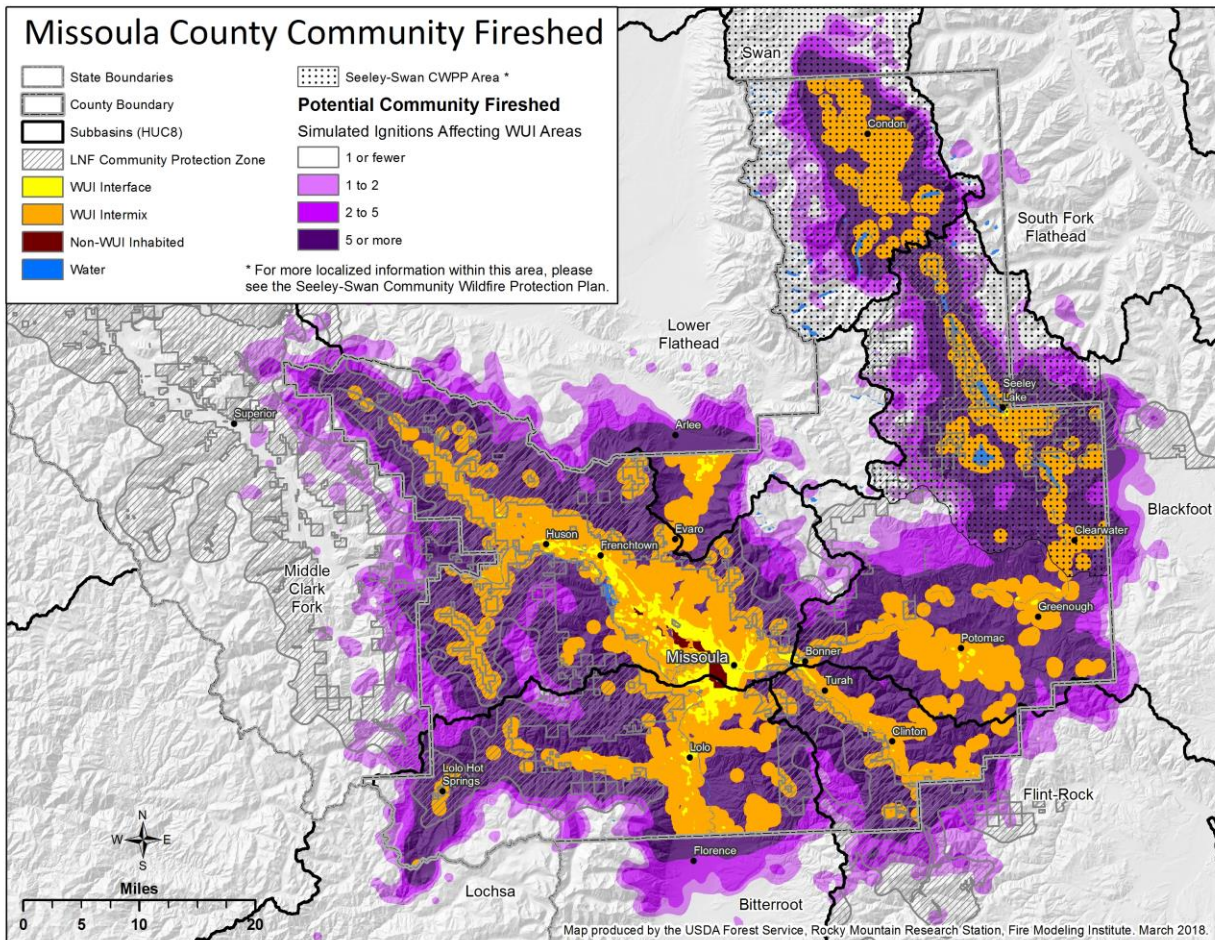 Missoula County Community Fireshed
State Boundaries
County Boundary
Subbasins (HUC8)
LNF Community Protection Zone
WUI Interface
WUI Intermix
Non-WUI Inhabited
Water
Seeley-Swan CWPP Area *
Potential Community Fireshed
Simulated Ignitions Affecting WUI Areas
1 or fewer
1 to 2
2 to 5
5 or more
* For more localized information within this area, please
see the Seeley-Swan Community Wildfire Protection Plan.
Swan
Condon
South Fork
Flathead
Lower
Flathead
Seeley
Lake
Superior
Arlee
Blackfoot
Clearwater
Evaro
Huson
Frenchtown
Middle
Clark
Fork
Greenough
Potomac
Bonner
Missoula
Turah
Clinton
Lolo
Lolo Hot
Springs
Flint-Rock
Florence
Lochsa
Bitterroot
N
W
E
S
Miles
0
5
10
20
Map produced by the USDA Forest Service, Rocky Mountain Research Station, Fire Modeling Institute. March 2018.